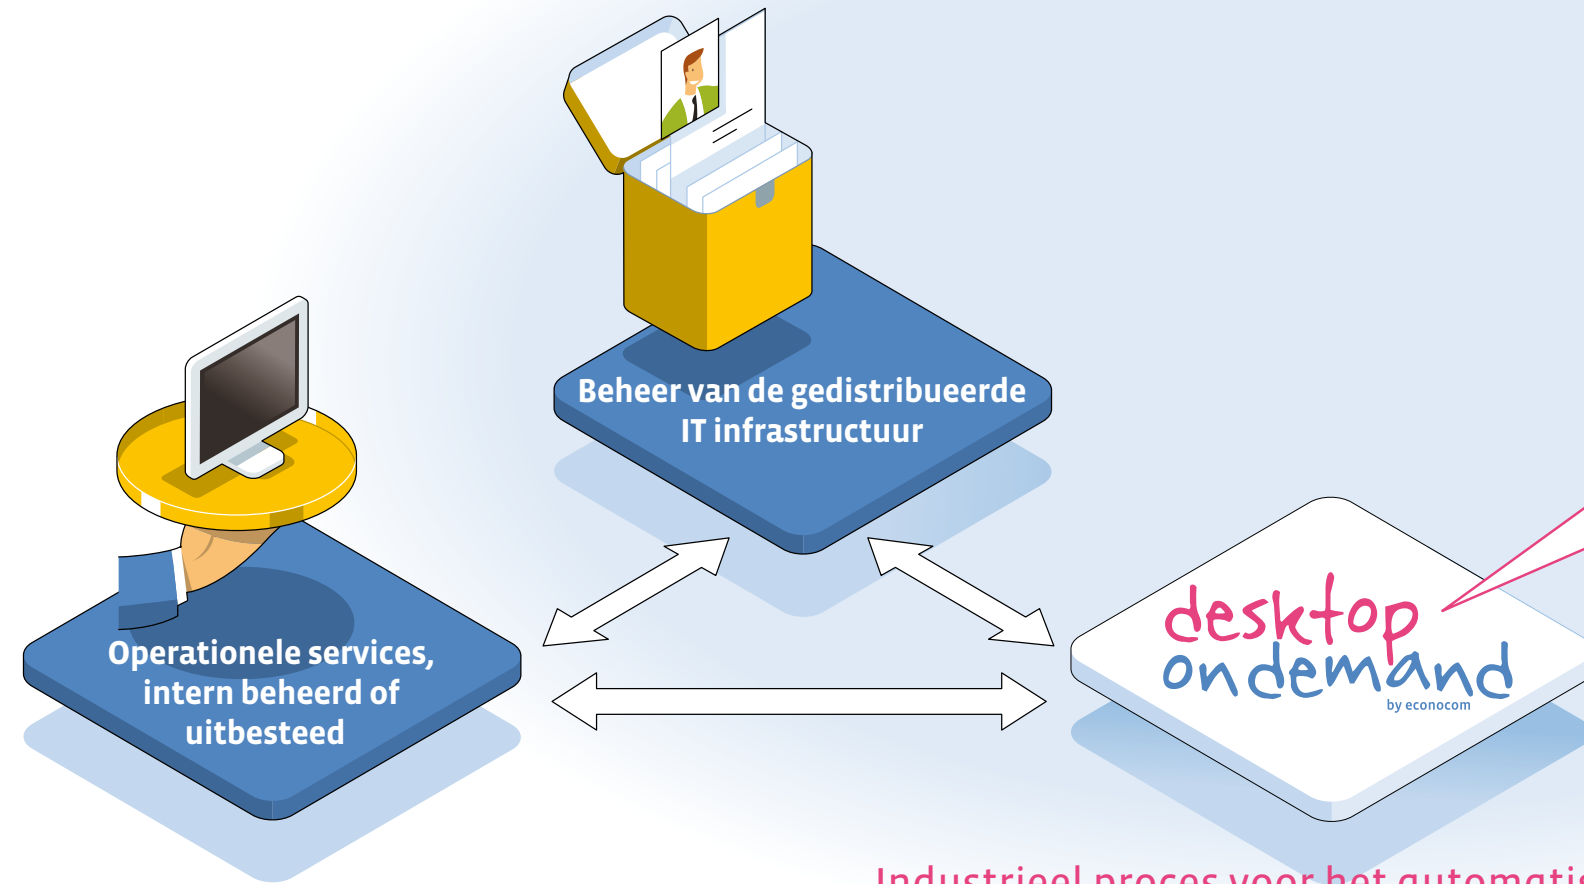 Beheer van de gedistribueerde
IT infrastructuur
Operationele services,
intern beheerd of
uitbesteed
desktop
ondemand
by econocom
Industrieel proces voor het